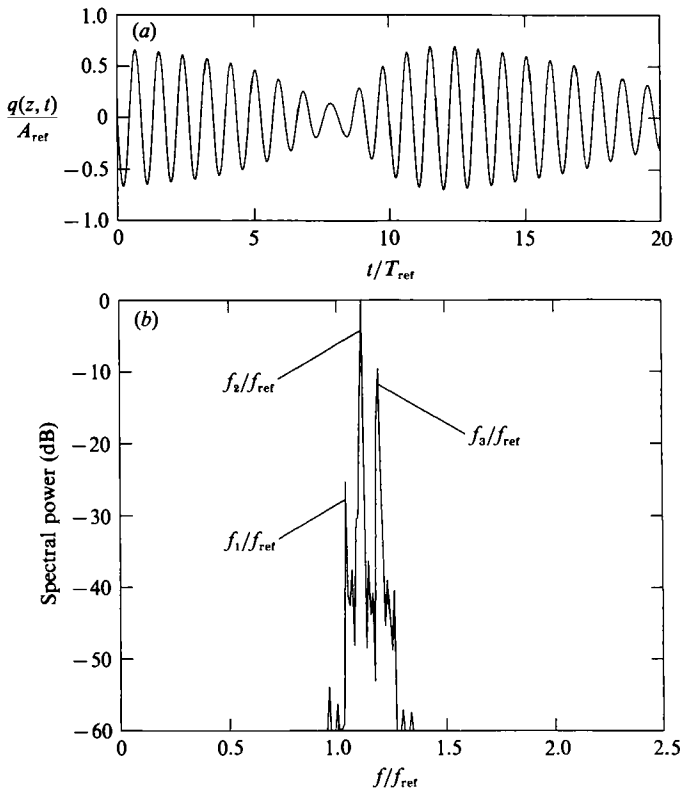 1.0
(a)
0.5
q(z, t)
A_ref
0
−0.5
−1.0
0 5 10 15 20
t/T_ref
0
(b)
f_2/f_ref
−10
f_3/f_ref
−20
Spectral power (dB)
−30
f_1/f_ref
−40
−50
−60
0 0.5 1.0 1.5 2.0 2.5
f/f_ref